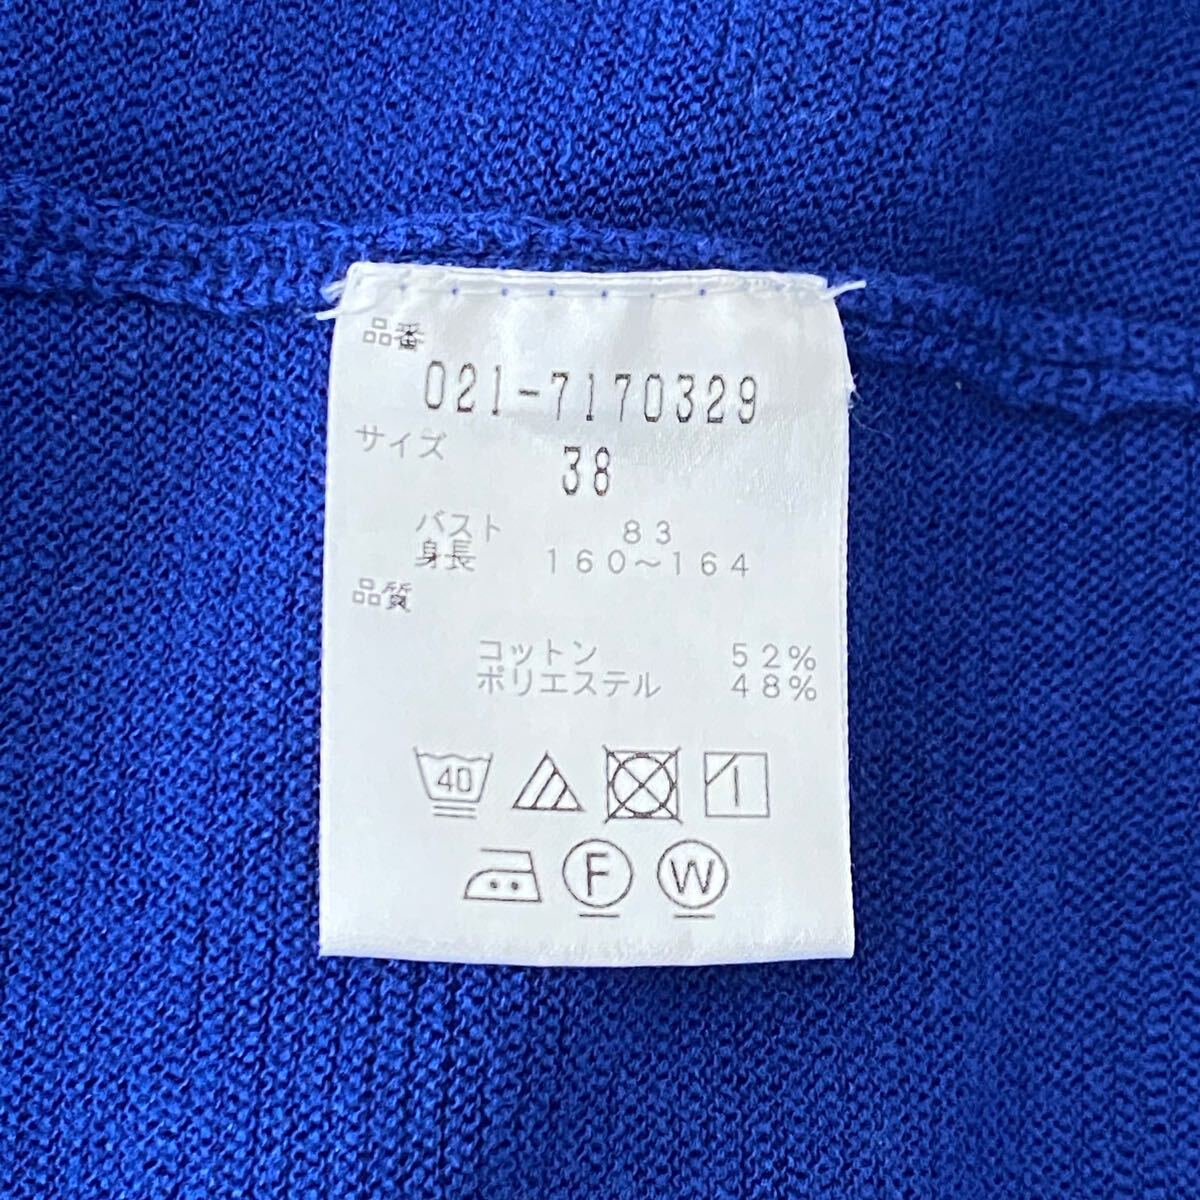 品番
021-7170329
サイズ
38
バスト 83
身長 160～164
品質
コットン 52%
ポリエステル 48%
40
F W